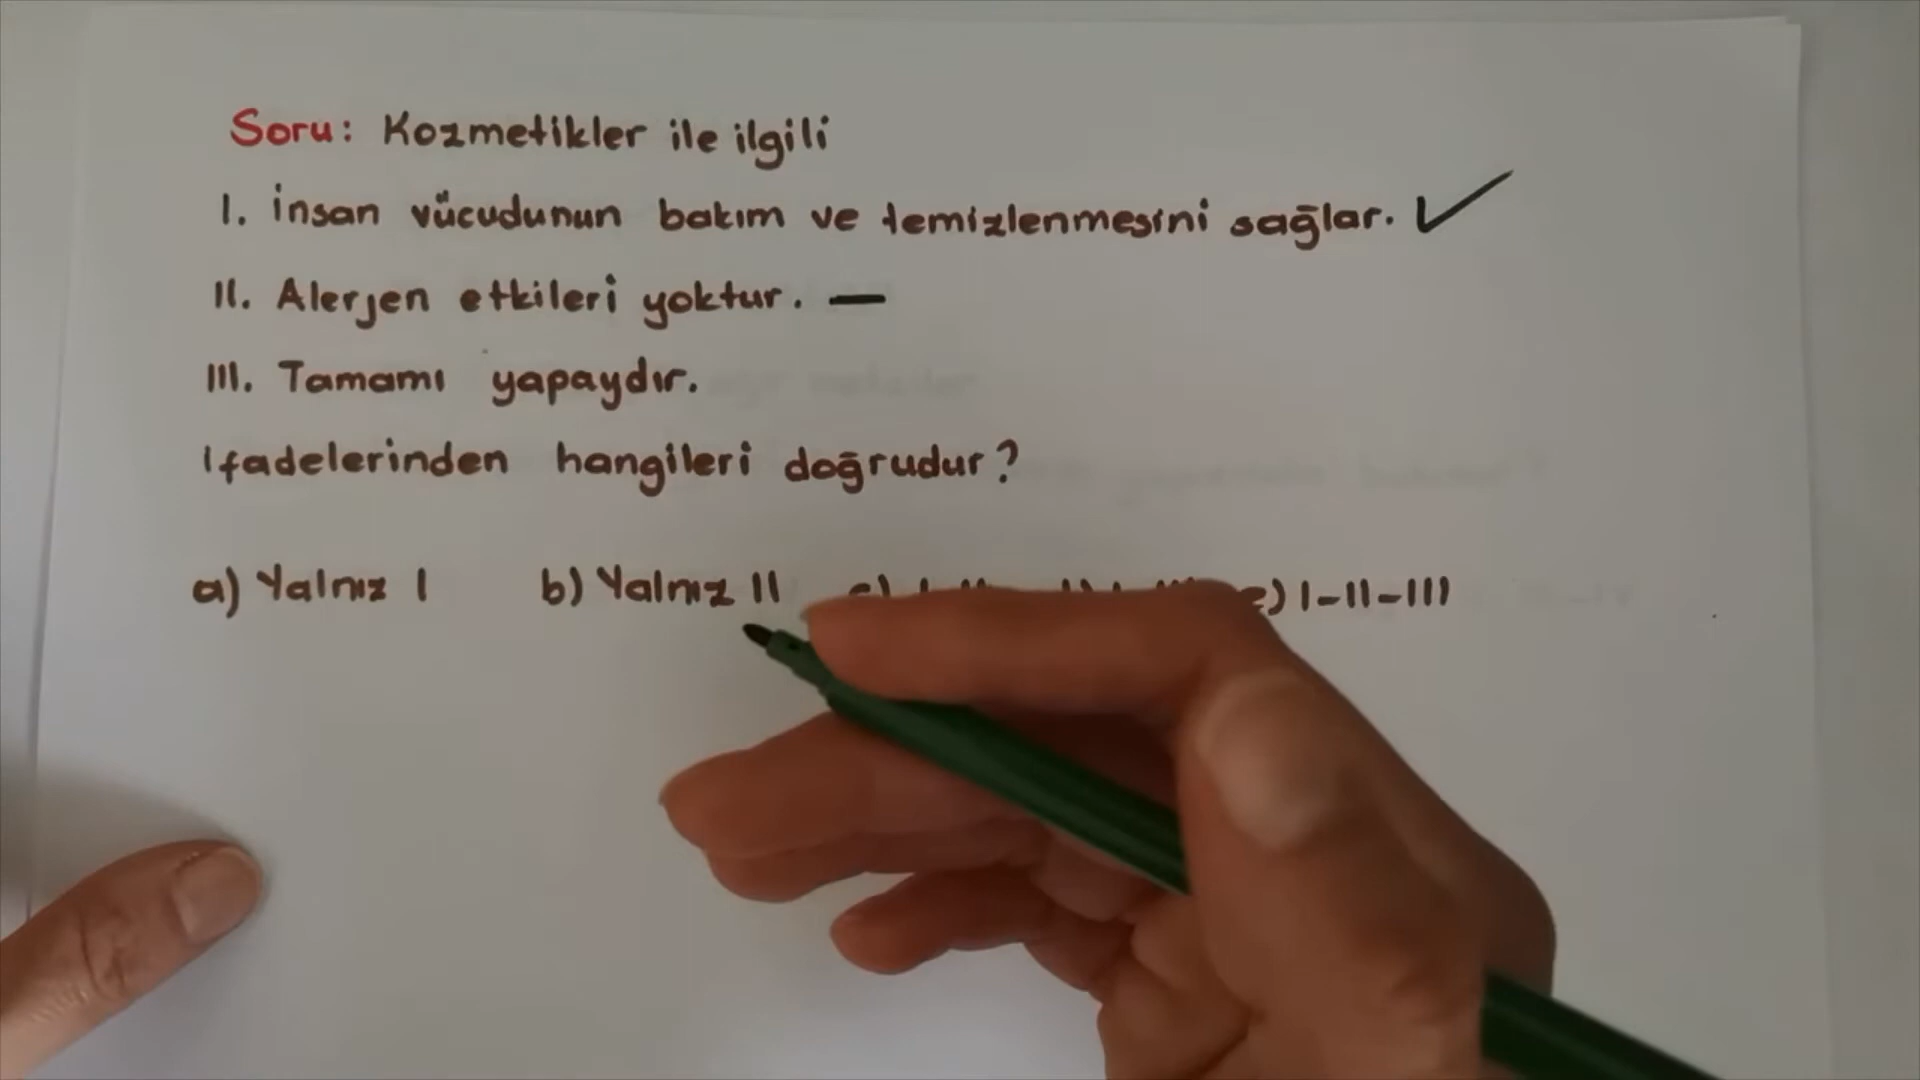 Soru: Kozmetikler ile ilgili
I. İnsan vücudunun bakım ve temizlenmesini sağlar.
II. Alerjen etkileri yoktur.
III. Tamamı yapaydır.
Ifadelerinden hangileri doğrudur?
a) Yalnız I b) Yalnız II e) I-II-III